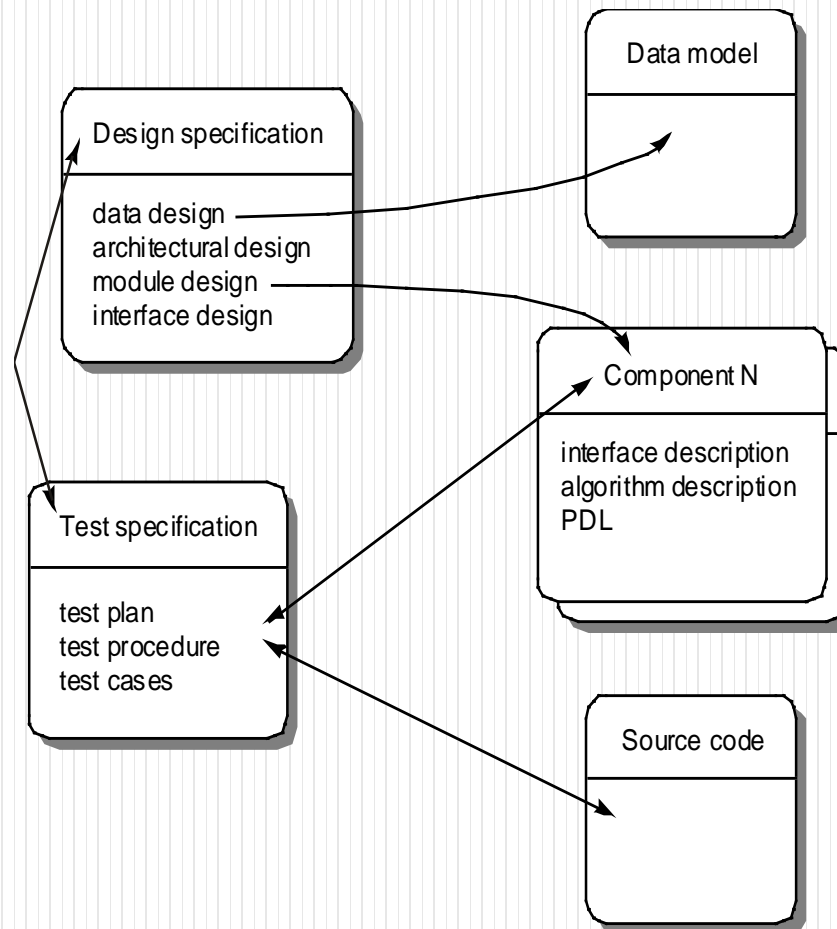 Data model
Design specification
data design
architectural design
module design
interface design
Component N
interface description
algorithm description
PDL
Test specification
test plan
test procedure
test cases
Source code